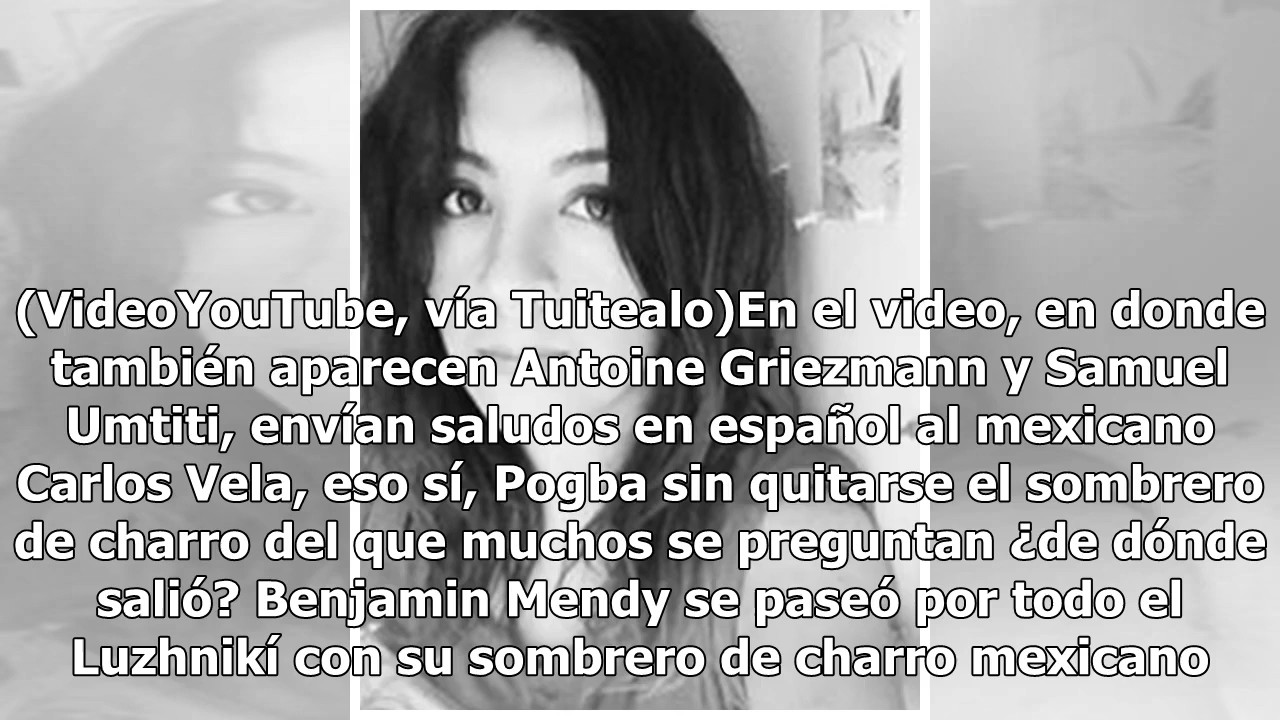 (VideoYouTube, vía Tuitealo)En el video, en donde
también aparecen Antoine Griezmann y Samuel
Umtiti, envían saludos en español al mexicano
Carlos Vela, eso sí, Pogba sin quitarse el sombrero
de charro del que muchos se preguntan ¿de dónde
salió? Benjamin Mendy se paseó por todo el
Luzhnikí con su sombrero de charro mexicano